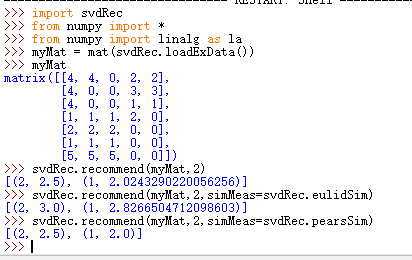 RESTART: Shell
>>> import svdRec
>>> from numpy import *
>>> from numpy import linalg as la
>>> myMat = mat(svdRec.loadExData())
>>> myMat
matrix([[4, 4, 0, 2, 2],
[4, 0, 0, 3, 3],
[4, 0, 0, 1, 1],
[1, 1, 1, 2, 0],
[2, 2, 2, 0, 0],
[1, 1, 1, 0, 0],
[5, 5, 5, 0, 0]])
>>> svdRec.recommend(myMat,2)
[(2, 2.5), (1, 2.0243290220056256)]
>>> svdRec.recommend(myMat,2,simMeas=svdRec.eulidSim)
[(2, 3.0), (1, 2.8266504712098603)]
>>> svdRec.recommend(myMat,2,simMeas=svdRec.pearsSim)
[(2, 2.5), (1, 2.0)]
>>>